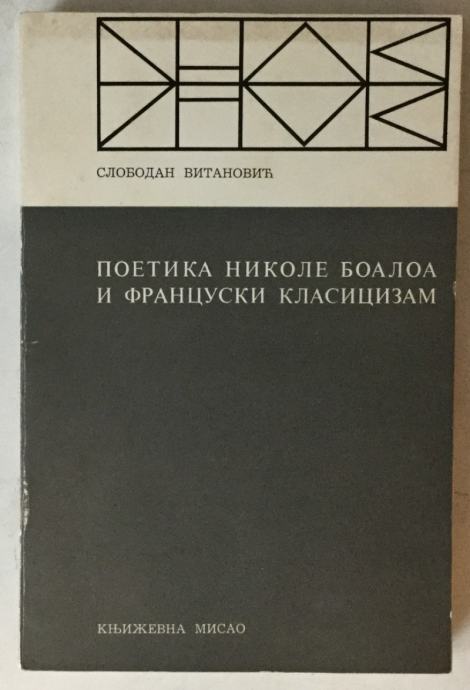 СЛОБОДАН ВИТАНОВИЋ
ПОЕТИКА НИКОЛЕ БОАЛОА
И ФРАНЦУСКИ КЛАСИЦИЗАМ
КЊИЖЕВНА МИСАО